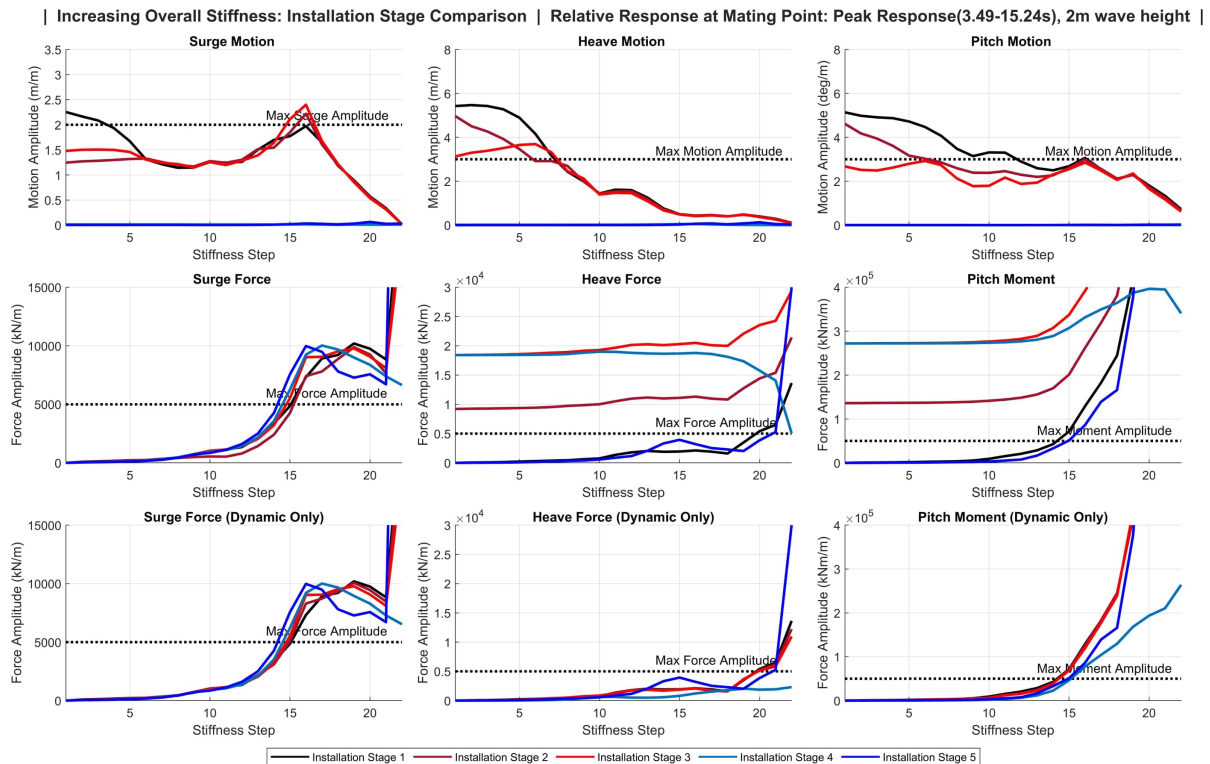 | Increasing Overall Stiffness: Installation Stage Comparison | Relative Response at Mating Point: Peak Response(3.49-15.24s), 2m wave height |
Surge Motion
Motion Amplitude (m/m)
3.5
3
2.5
2
1.5
1
0.5
0
Max Surge Amplitude
5
10
15
20
Stiffness Step
Heave Motion
Motion Amplitude (m/m)
8
6
4
2
0
Max Motion Amplitude
5
10
15
20
Stiffness Step
Pitch Motion
Motion Amplitude (deg/m)
8
6
4
2
0
Max Motion Amplitude
5
10
15
20
Stiffness Step
Surge Force
Force Amplitude (kN/m)
15000
10000
5000
0
Max Force Amplitude
5
10
15
20
Stiffness Step
Heave Force
×10^4
Force Amplitude (kN/m)
3
2.5
2
1.5
1
0.5
0
Max Force Amplitude
5
10
15
20
Stiffness Step
Pitch Moment
×10^5
Force Amplitude (kNm/m)
4
3
2
1
0
Max Moment Amplitude
5
10
15
20
Stiffness Step
Surge Force (Dynamic Only)
Force Amplitude (kN/m)
15000
10000
5000
0
Max Force Amplitude
5
10
15
20
Stiffness Step
Heave Force (Dynamic Only)
×10^4
Force Amplitude (kN/m)
3
2.5
2
1.5
1
0.5
0
Max Force Amplitude
5
10
15
20
Stiffness Step
Pitch Moment (Dynamic Only)
×10^5
Force Amplitude (kNm/m)
4
3
2
1
0
Max Moment Amplitude
5
10
15
20
Stiffness Step
Installation Stage 1
Installation Stage 2
Installation Stage 3
Installation Stage 4
Installation Stage 5